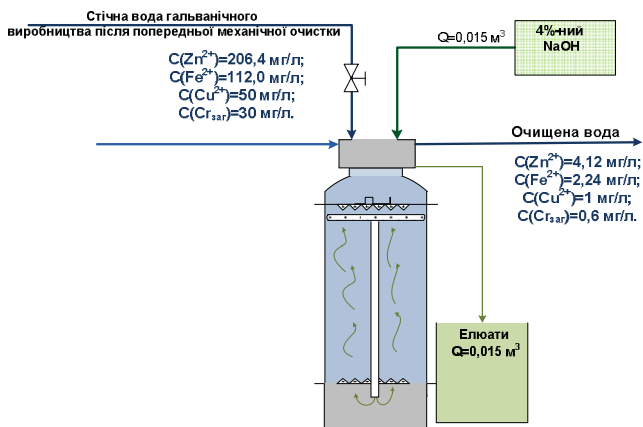 Стічна вода гальванічного
виробництва після попередньої механічної очистки
C(Zn²⁺)=206,4 мг/л;
C(Fe²⁺)=112,0 мг/л;
C(Cu²⁺)=50 мг/л;
C(Crзаг)=30 мг/л.
Q=0,015 м³
4%-ний
NaOH
Очищена вода
C(Zn²⁺)=4,12 мг/л;
C(Fe²⁺)=2,24 мг/л;
C(Cu²⁺)=1 мг/л;
C(Crзаг)=0,6 мг/л.
Елюати
Q=0,015 м³